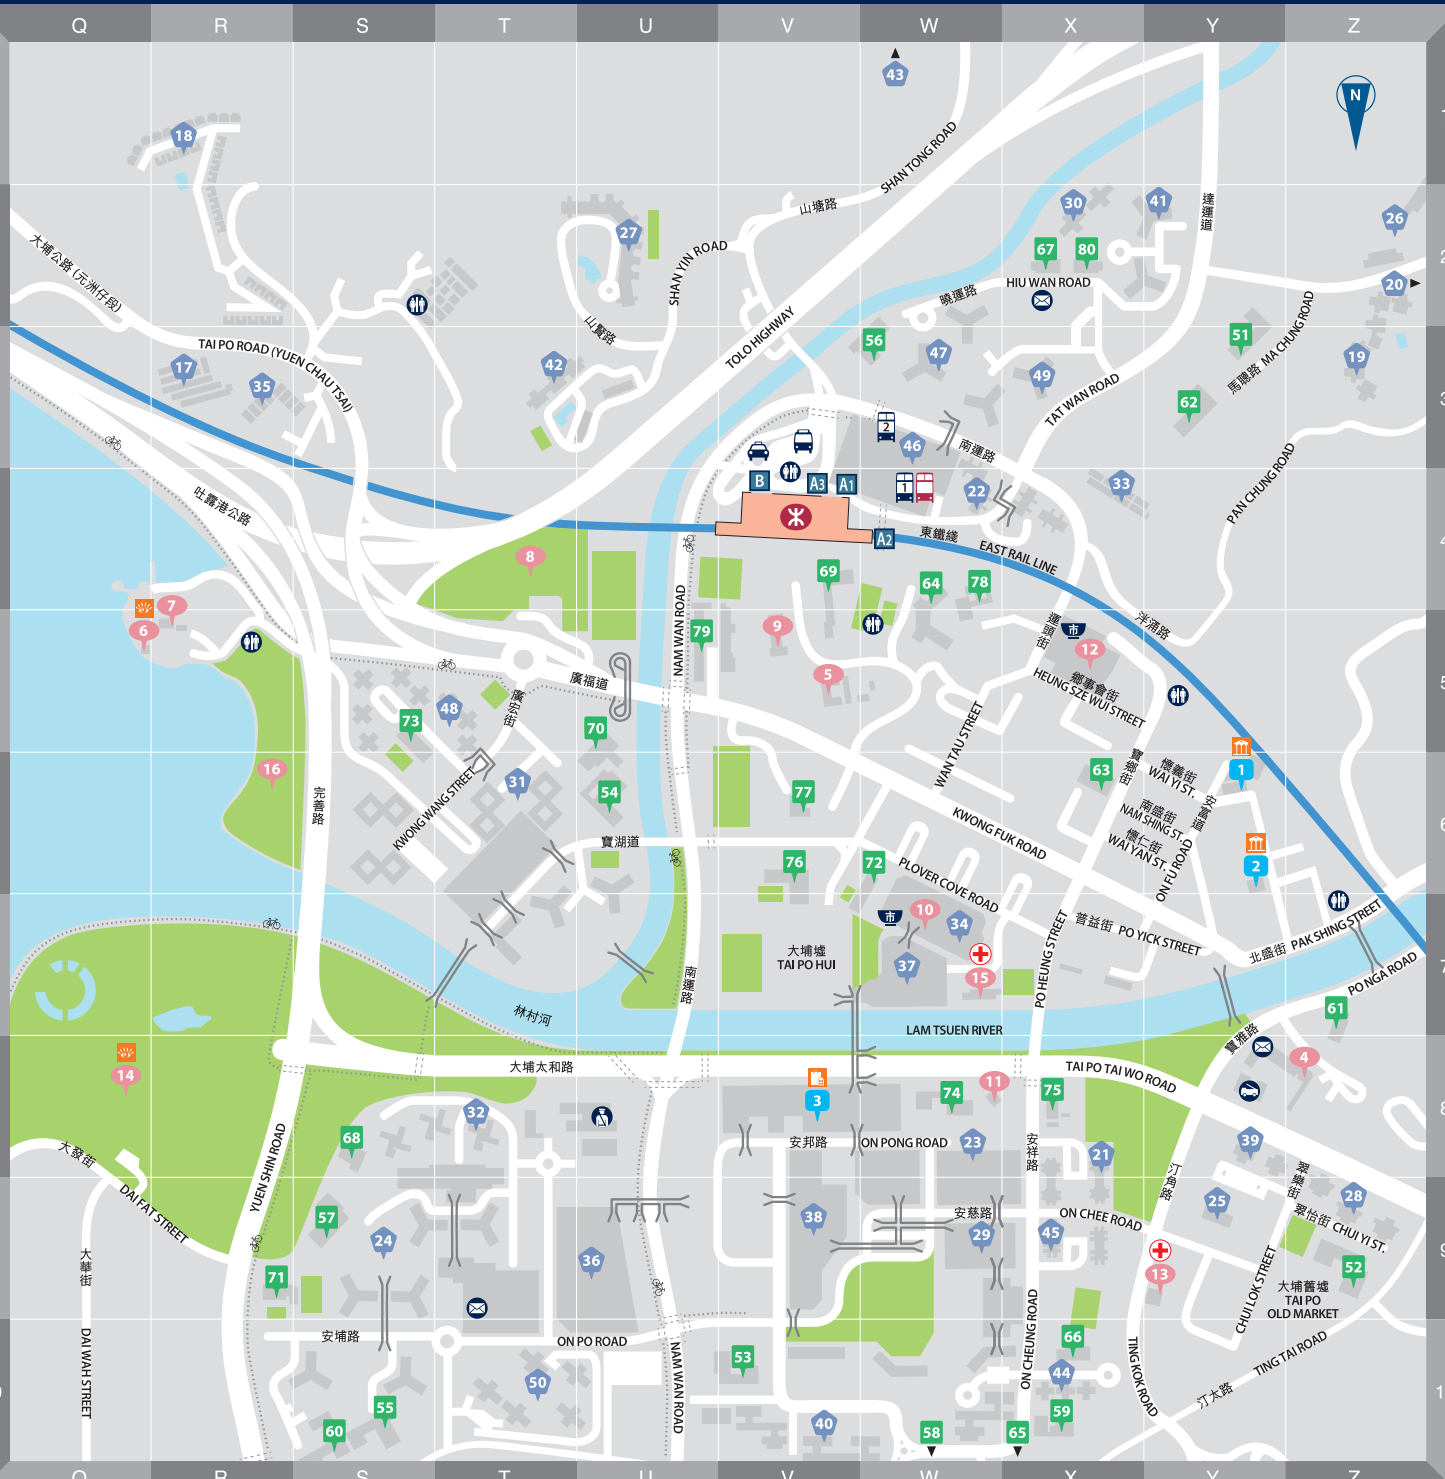 Q R S T U V W X Y Z
43
N
1
18
SHAN TONG ROAD
山塘路
達運道
30
41
26
27
67
80
2
大埔公路 (元洲仔段)
SHAN YIN ROAD
HIU WAN ROAD
曉運路
20
山賢路
TOLO HIGHWAY
56
47
51
馬聰路 MA CHUNG ROAD
19
TAI PO ROAD (YUEN CHAU TSAI)
17
35
42
49
TAT WAN ROAD
62
3
2
46
南運路
B
A3
A1
1
22
33
PAN CHUNG ROAD
吐露港公路
A2
東鐵綫
EAST RAIL LINE
4
8
69
64
78
7
6
NAM WAN ROAD
79
9
運頭街
市
12
泮涌路
5
鄉事會街
HEUNG SZE WUI STREET
5
廣福道
廣宏街
48
73
70
WAN TAU STREET
寶鄉街
16
31
54
77
63
懷義街
WAI YI ST.
1
KWONG WANG STREET
完善路
南盛街
NAM SHING ST.
安富道
懷仁街
WAI YAN ST.
ON FU ROAD
KWONG FUK ROAD
寶湖道
2
6
76
72
PLOVER COVE ROAD
市
10
34
普益街 PO YICK STREET
北盛街 PAK SHING STREET
大埔墟
TAI PO HUI
37
15
PO HEUNG STREET
7
PO NGA ROAD
南運路
林村河
LAM TSUEN RIVER
61
寶雅路
14
大埔太和路
3
74
11
75
TAI PO TAI WO ROAD
4
8
32
68
安邦路
ON PONG ROAD
23
安祥路
21
39
大發街
DAI FAT STREET
YUEN SHIN ROAD
汀角路
翠樂街
25
28
57
24
38
安慈路
29
ON CHEE ROAD
45
翠怡街 CHUI YI ST.
9
36
71
13
52
大華街
CHUI LOK STREET
大埔舊墟
TAI PO
OLD MARKET
安埔路
ON PO ROAD
DAI WAH STREET
NAM WAN ROAD
53
ON CHEUNG ROAD
66
44
TING KOK ROAD
TING TAI ROAD
汀太路
50
55
60
40
58
65
59
Q R S T U V W X Y Z